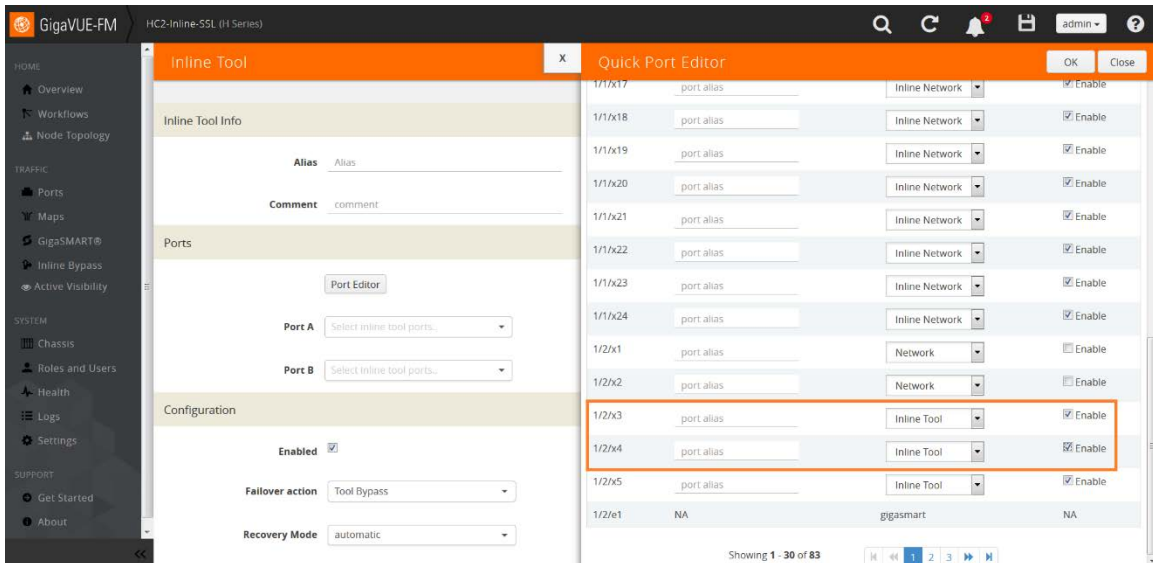 GigaVUE-FM
HC2-Inline-SSL (H Series)
2
admin
?
HOME
Overview
Workflows
Node Topology
TRAFFIC
Ports
Maps
GigaSMART®
Inline Bypass
Active Visibility
SYSTEM
Chassis
Roles and Users
Health
Logs
Settings
SUPPORT
Get Started
About
Inline Tool
X
Inline Tool Info
Alias Alias
Comment comment
Ports
Port Editor
Port A Select inline tool ports..
Port B Select inline tool ports..
Configuration
Enabled
Failover action Tool Bypass
Recovery Mode automatic
Quick Port Editor
OK Close
1/1/x17 port alias Inline Network Enable
1/1/x18 port alias Inline Network Enable
1/1/x19 port alias Inline Network Enable
1/1/x20 port alias Inline Network Enable
1/1/x21 port alias Inline Network Enable
1/1/x22 port alias Inline Network Enable
1/1/x23 port alias Inline Network Enable
1/1/x24 port alias Inline Network Enable
1/2/x1 port alias Network Enable
1/2/x2 port alias Network Enable
1/2/x3 port alias Inline Tool Enable
1/2/x4 port alias Inline Tool Enable
1/2/x5 port alias Inline Tool Enable
1/2/e1 NA gigasmart NA
Showing 1 - 30 of 83
1 2 3